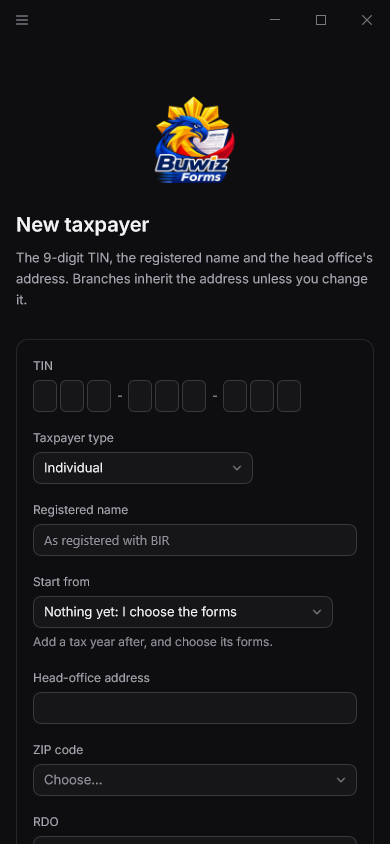 Buwiz
Forms
New taxpayer
The 9-digit TIN, the registered name and the head office's
address. Branches inherit the address unless you change
it.
TIN
- -
Taxpayer type
Individual
Registered name
As registered with BIR
Start from
Nothing yet: I choose the forms
Add a tax year after, and choose its forms.
Head-office address
ZIP code
Choose...
RDO